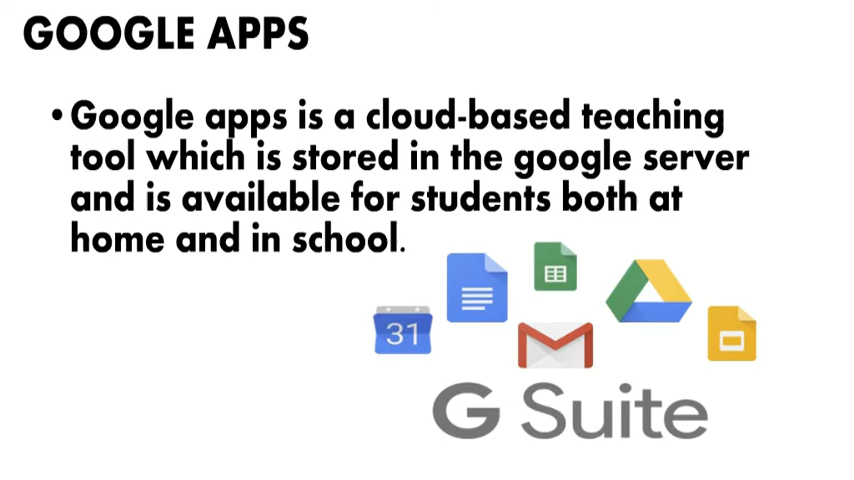 GOOGLE APPS
•Google apps is a cloud-based teaching
tool which is stored in the google server
and is available for students both at
home and in school.
31
G Suite